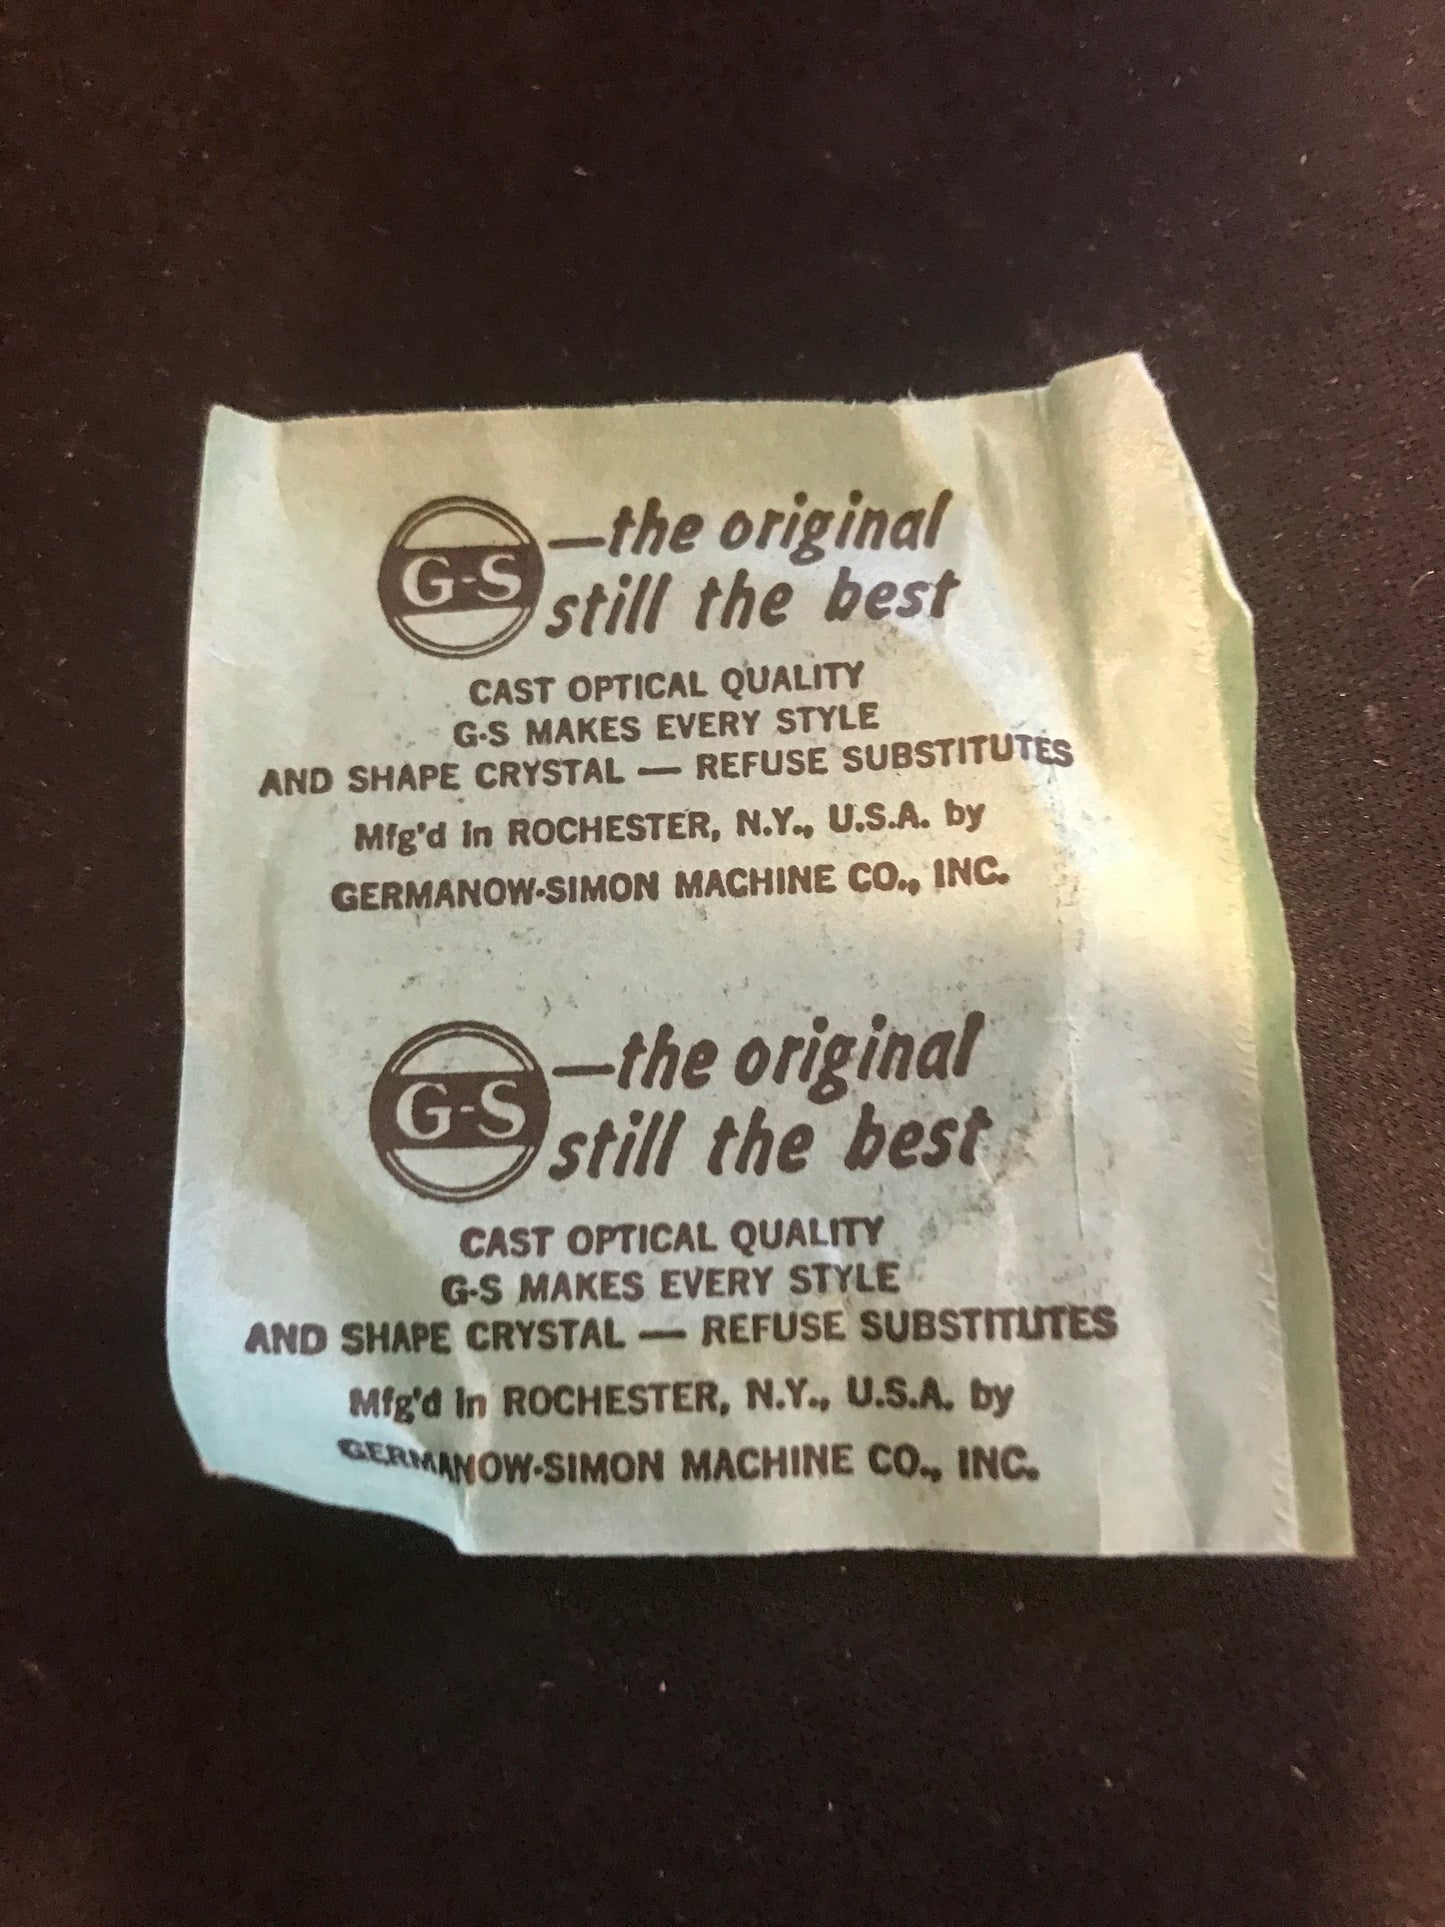 G-S —the original
still the best
CAST OPTICAL QUALITY
G-S MAKES EVERY STYLE
AND SHAPE CRYSTAL — REFUSE SUBSTITUTES
Mfg'd in ROCHESTER, N.Y., U.S.A. by
GERMANOW-SIMON MACHINE CO., INC.
G-S —the original
still the best
CAST OPTICAL QUALITY
G-S MAKES EVERY STYLE
AND SHAPE CRYSTAL — REFUSE SUBSTITUTES
Mfg'd in ROCHESTER, N.Y., U.S.A. by
GERMANOW-SIMON MACHINE CO., INC.